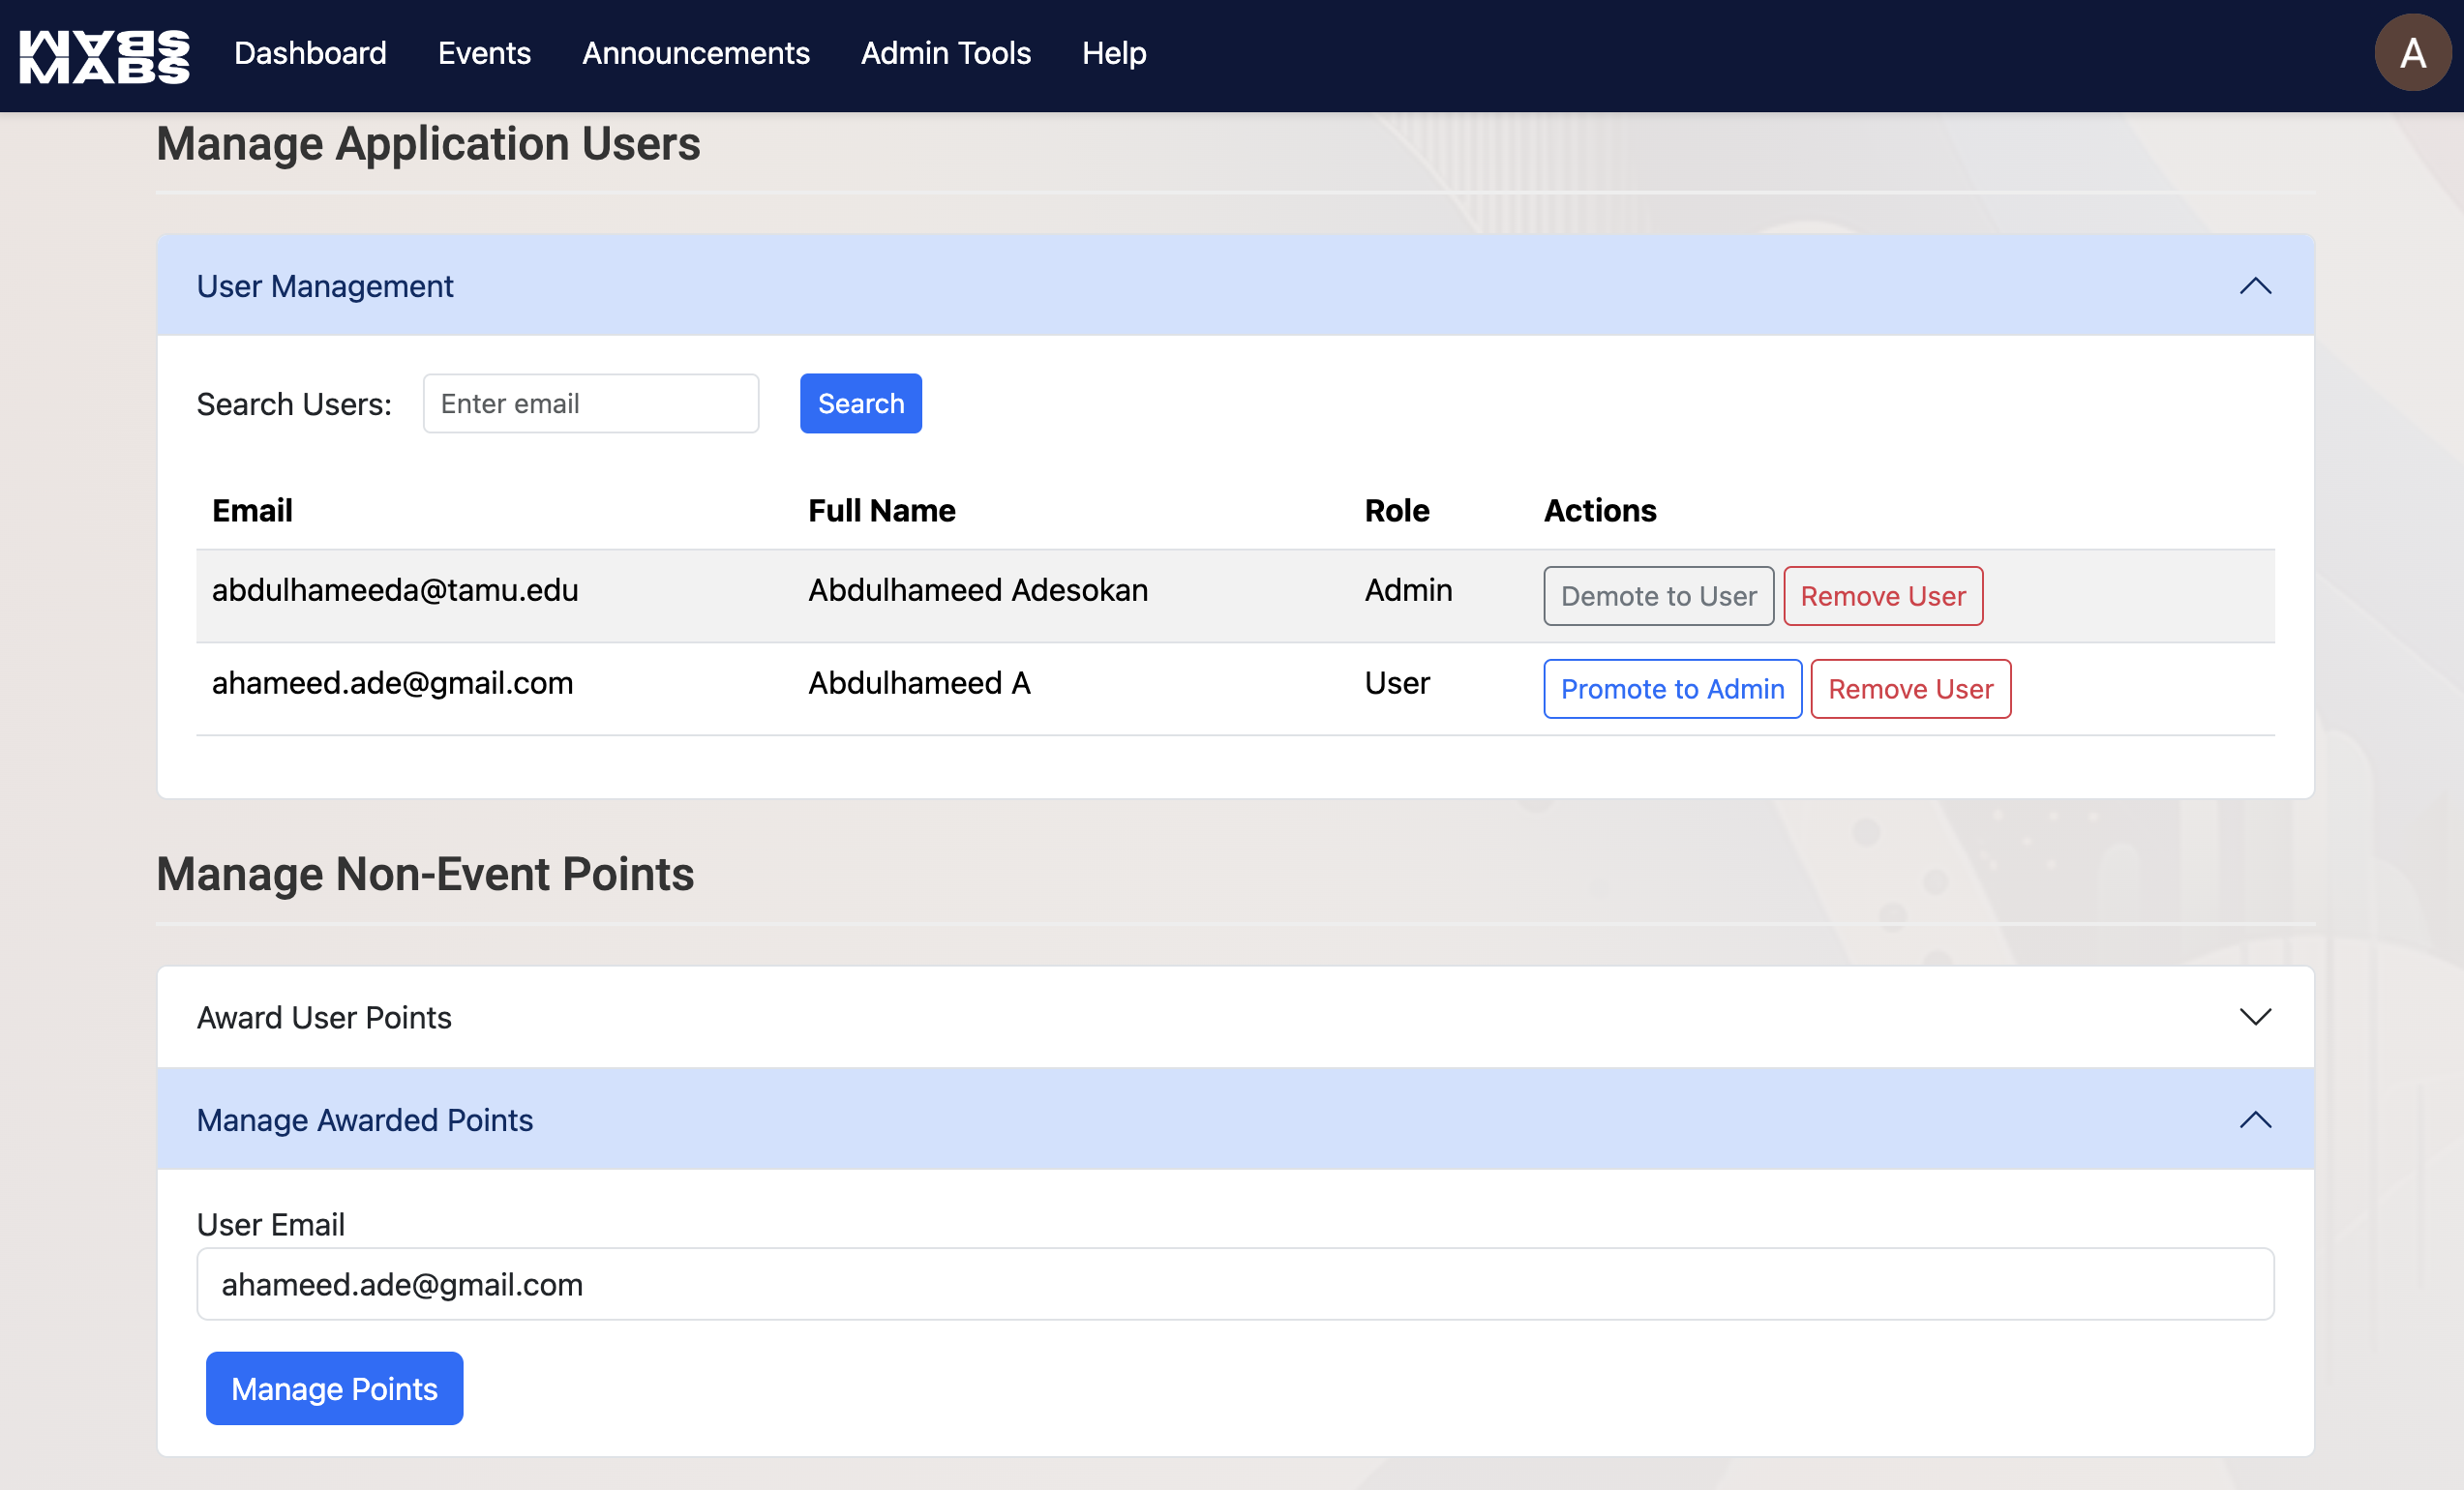 MABS
MABS Dashboard Events Announcements Admin Tools Help A
Manage Application Users
User Management
Search Users: Enter email Search
Email Full Name Role Actions
abdulhameeda@tamu.edu Abdulhameed Adesokan Admin Demote to User Remove User
ahameed.ade@gmail.com Abdulhameed A User Promote to Admin Remove User
Manage Non-Event Points
Award User Points
Manage Awarded Points
User Email
ahameed.ade@gmail.com
Manage Points